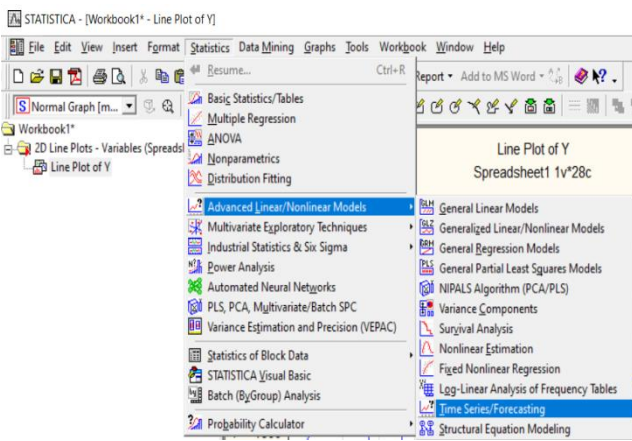 STATISTICA - [Workbook1* - Line Plot of Y]
File Edit View Insert Format Statistics Data Mining Graphs Tools Workbook Window Help
Resume... Ctrl+R
Report Add to MS Word
Normal Graph [m...
Basic Statistics/Tables
Multiple Regression
ANOVA
Nonparametrics
Distribution Fitting
Advanced Linear/Nonlinear Models
Multivariate Exploratory Techniques
Industrial Statistics & Six Sigma
Power Analysis
Automated Neural Networks
PLS, PCA, Multivariate/Batch SPC
Variance Estimation and Precision (VEPAC)
Statistics of Block Data
STATISTICA Visual Basic
Batch (ByGroup) Analysis
Probability Calculator
Workbook1*
2D Line Plots - Variables (Spreadsl
Line Plot of Y
Line Plot of Y
Spreadsheet1 1v*28c
General Linear Models
Generalized Linear/Nonlinear Models
General Regression Models
General Partial Least Squares Models
NIPALS Algorithm (PCA/PLS)
Variance Components
Survival Analysis
Nonlinear Estimation
Fixed Nonlinear Regression
Log-Linear Analysis of Frequency Tables
Time Series/Forecasting
Structural Equation Modeling